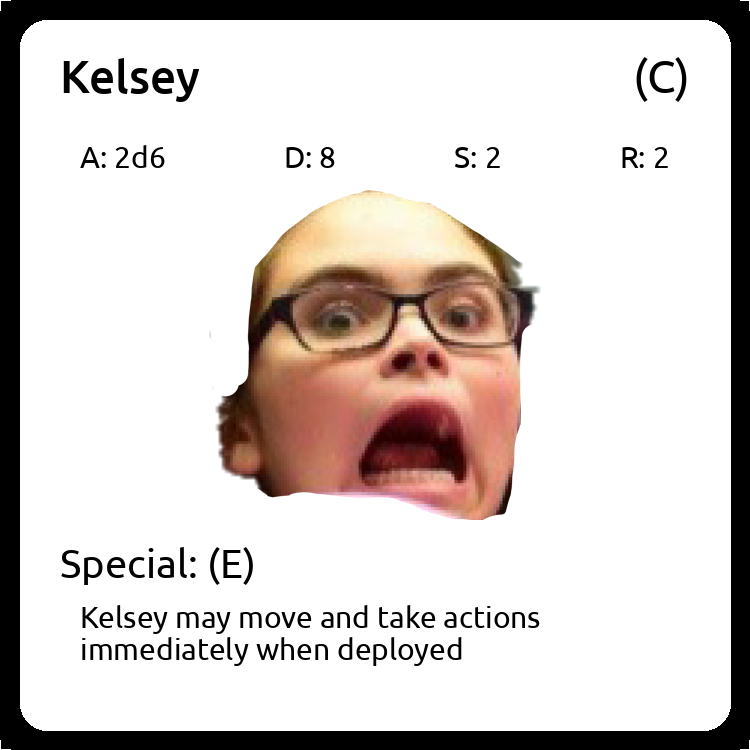 Kelsey (C)
A: 2d6 D: 8 S: 2 R: 2
Special: (E)
Kelsey may move and take actions
immediately when deployed